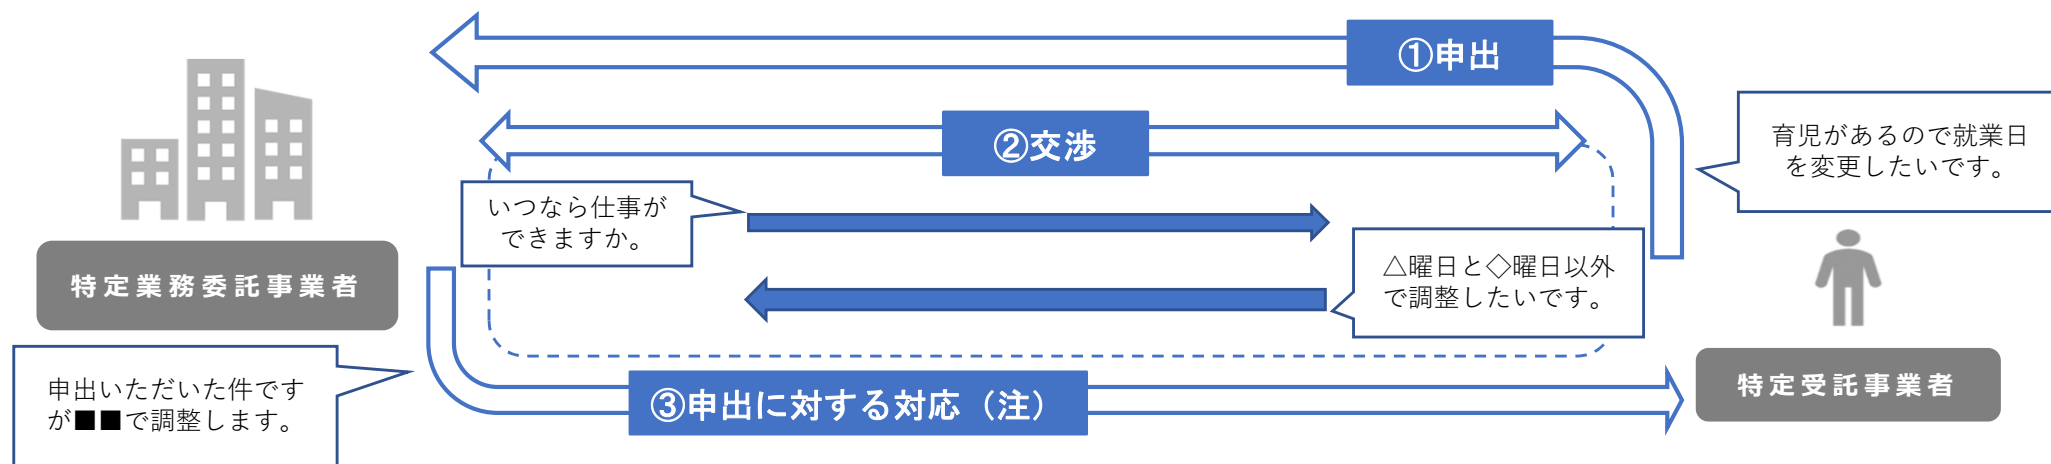 ①申出
②交渉
育児があるので就業日
を変更したいです。
いつなら仕事が
できますか。
△曜日と◇曜日以外
で調整したいです。
特定業務委託事業者
特定受託事業者
申出いただいた件です
が■■で調整します。
③申出に対する対応（注）